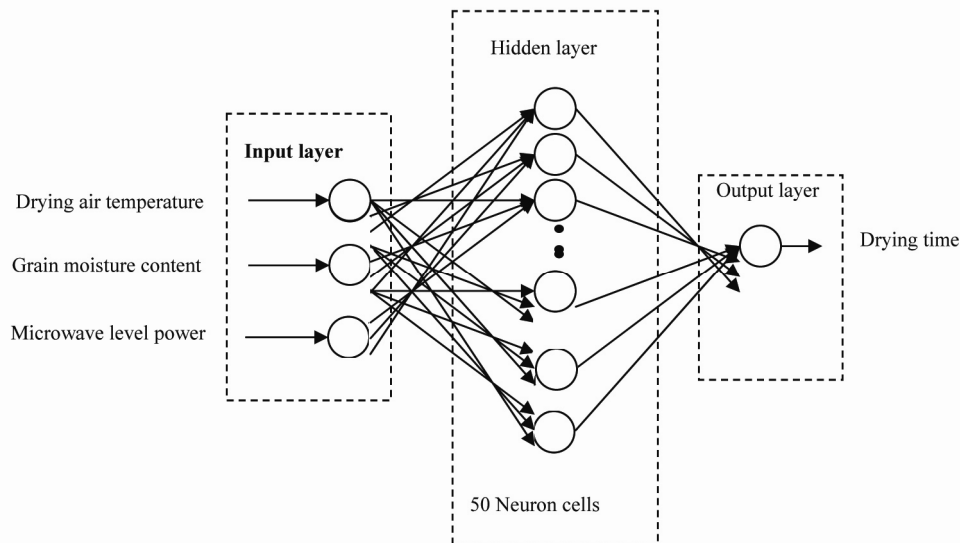 Hidden layer
Input layer
Output layer
Drying air temperature
Grain moisture content
Microwave level power
Drying time
50 Neuron cells